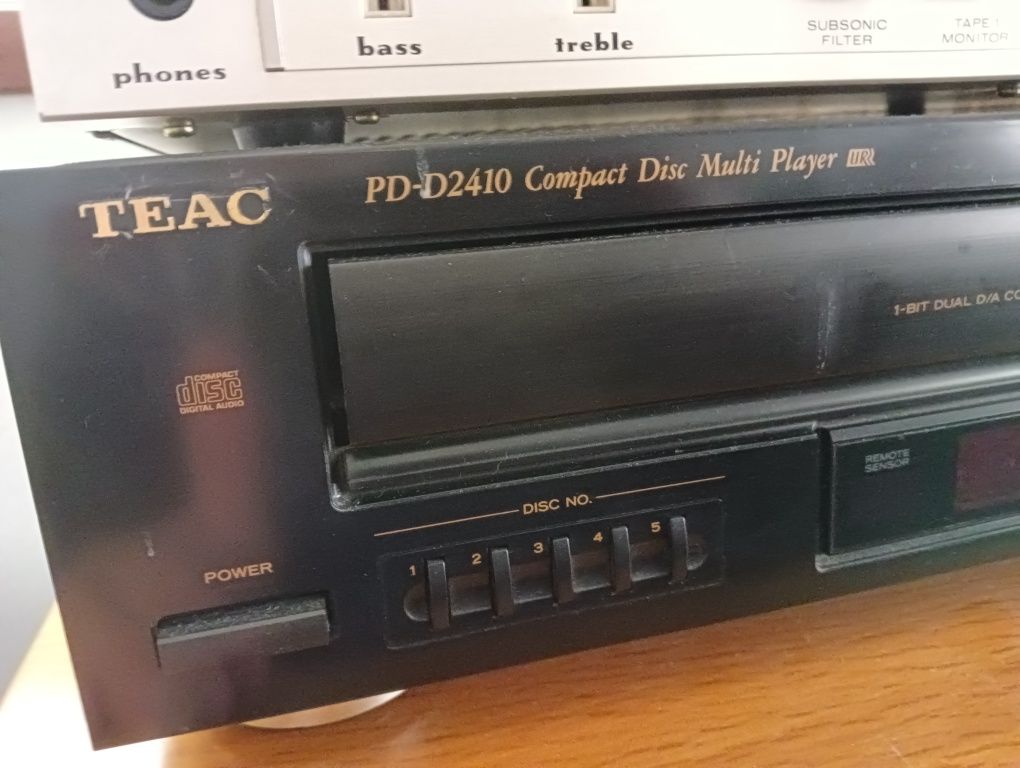 phones
bass
treble
SUBSONIC
FILTER
TAPE 1
MONITOR
TEAC
PD-D2410 Compact Disc Multi Player
1-BIT DUAL D/A CO
COMPACT
disc
DIGITAL AUDIO
REMOTE
SENSOR
DISC NO.
1 2 3 4 5
POWER